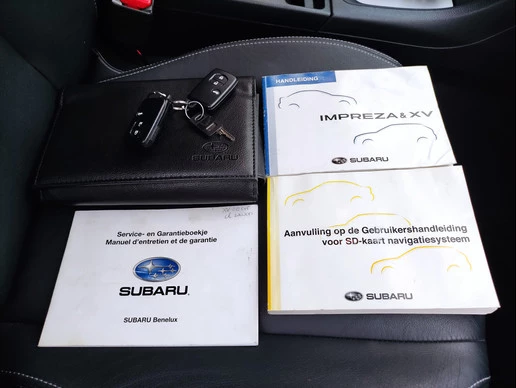 SUBARU
HANDLEIDING
IMPREZA & XV
SUBARU
Service- en Garantieboekje
Manuel d'entretien et de garantie
SUBARU
SUBARU Benelux
Aanvulling op de Gebruikershandleiding
voor SD-kaart navigatiesysteem
SUBARU